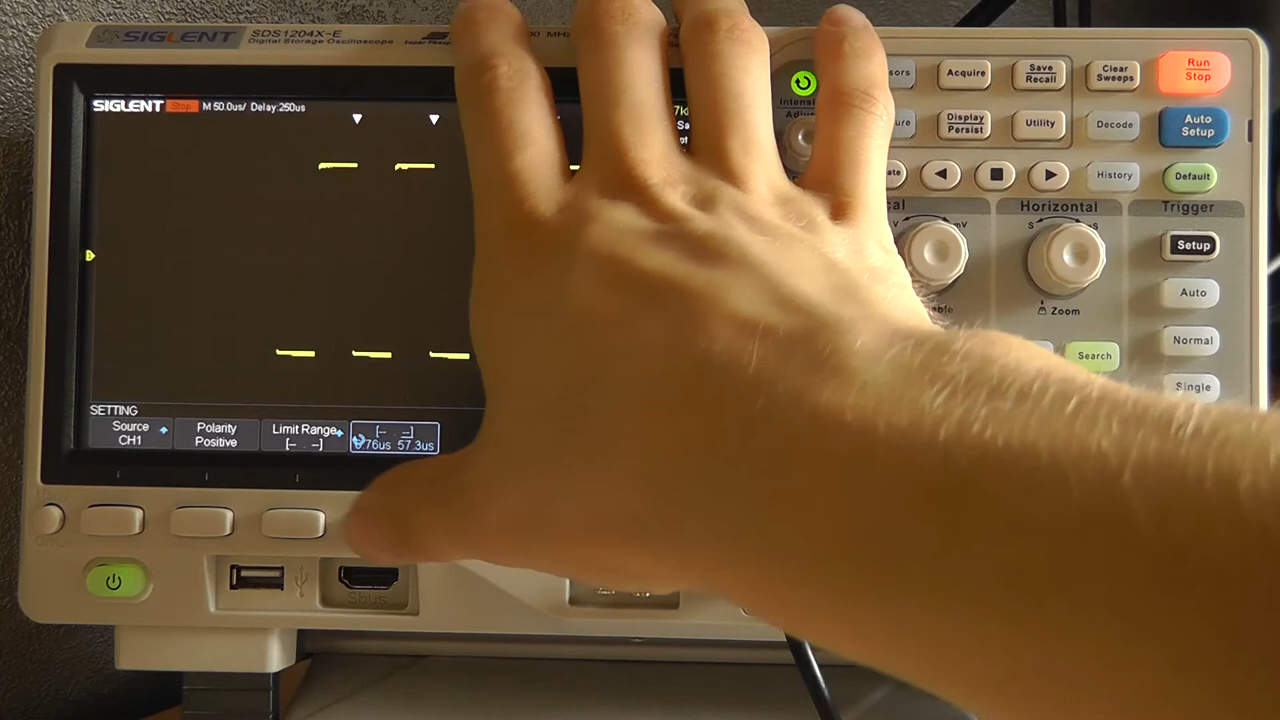 SIGLENT SDS1204X-E
Digital Storage Oscilloscope
SIGLENT Stop M 50.0us/ Delay:250us
Acquire
Save
Recall
Clear
Sweeps
Run
Stop
Display
Persist
Utility
Decode
Auto
Setup
History
Default
Horizontal
Trigger
S S
mV
Zoom
Setup
Auto
Normal
Single
Search
SETTING
Source
CH1
Polarity
Positive
Limit Range
[-- . --]
57.3us
Sbus